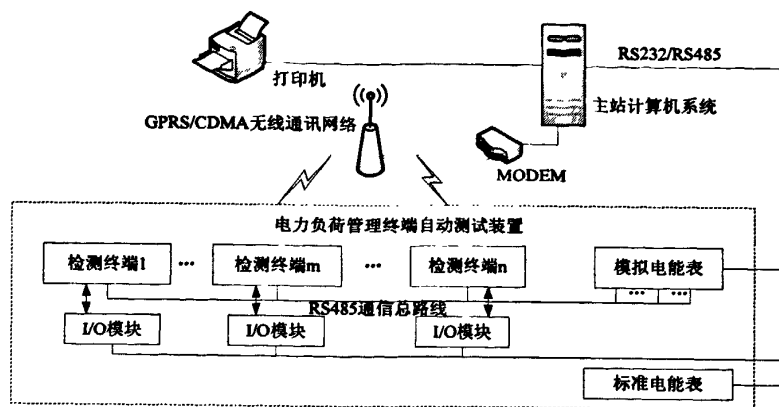 RS232/RS485
打印机
主站计算机系统
GPRS/CDMA无线通讯网络
MODEM
电力负荷管理终端自动测试装置
检测终端1 ... 检测终端m ... 检测终端n 模拟电能表
... ...
RS485通信总路线
I/O模块 I/O模块 I/O模块
标准电能表